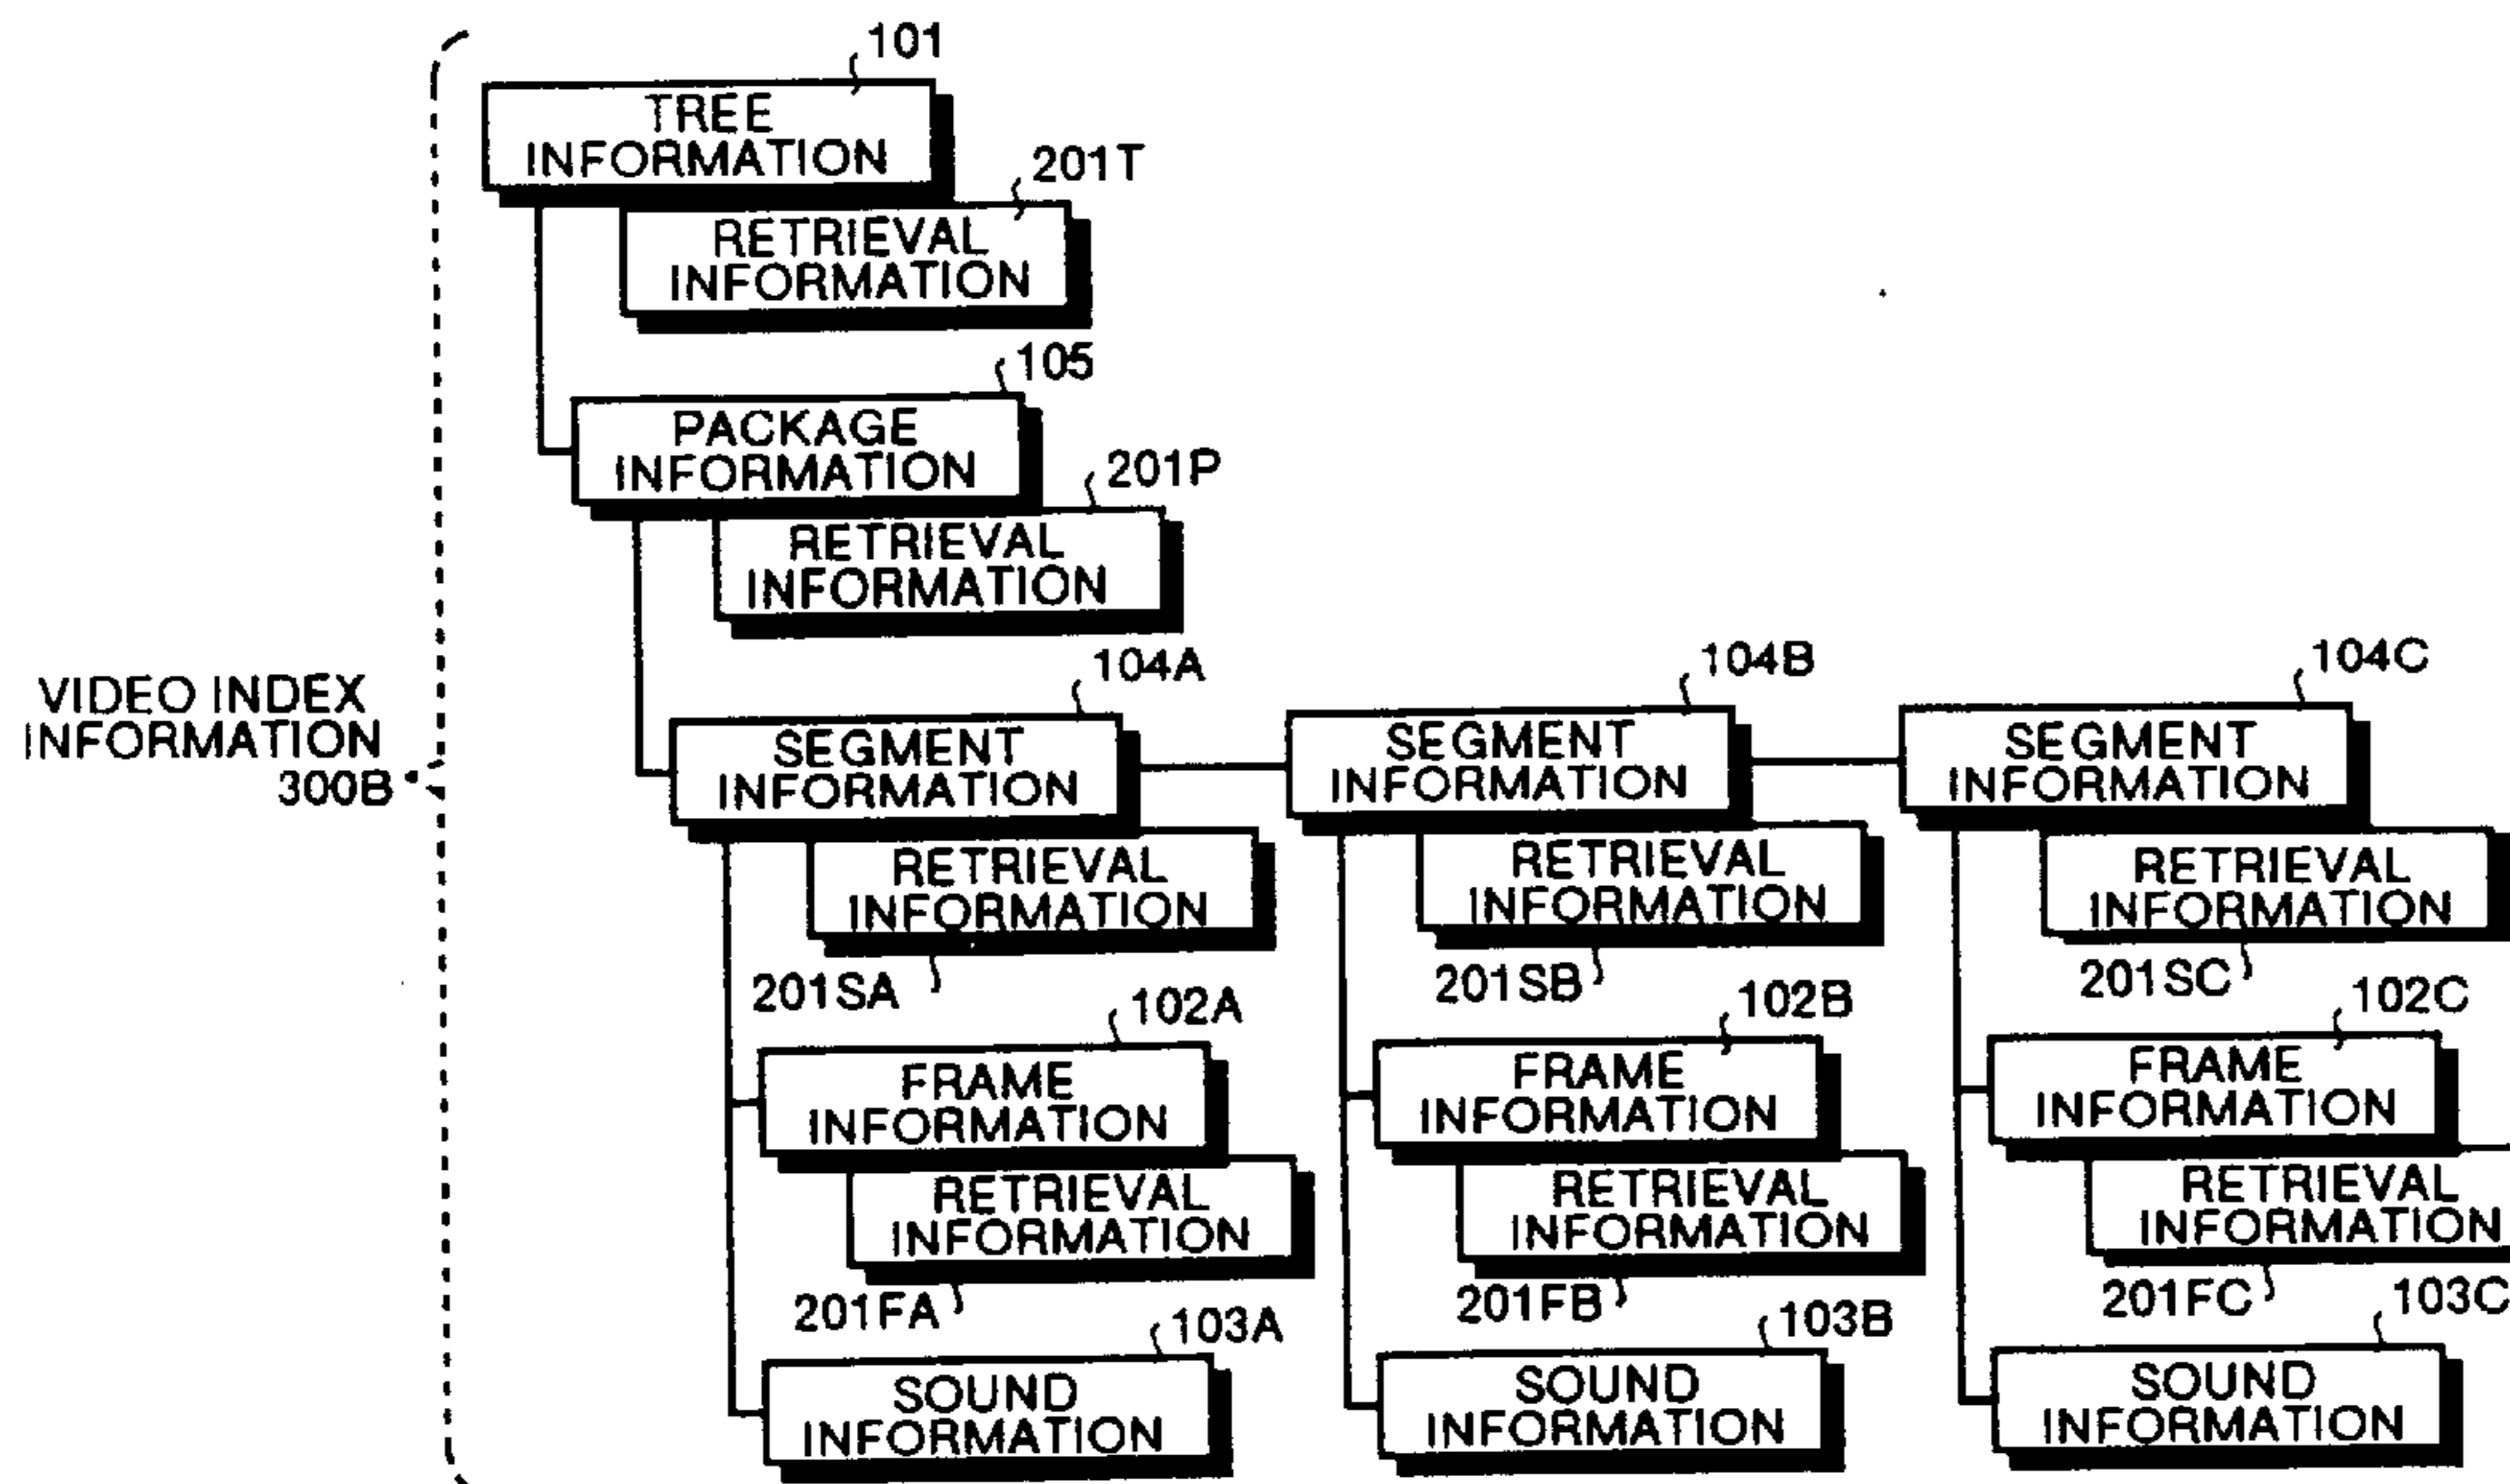 101
TREE
INFORMATION
201T
RETRIEVAL
INFORMATION
105
PACKAGE
INFORMATION
201P
RETRIEVAL
INFORMATION
VIDEO INDEX
INFORMATION
300B
104A
SEGMENT
INFORMATION
104B
SEGMENT
INFORMATION
104C
SEGMENT
INFORMATION
RETRIEVAL
INFORMATION
201SA
RETRIEVAL
INFORMATION
201SB
RETRIEVAL
INFORMATION
201SC
102A
FRAME
INFORMATION
102B
FRAME
INFORMATION
102C
FRAME
INFORMATION
RETRIEVAL
INFORMATION
201FA
RETRIEVAL
INFORMATION
201FB
RETRIEVAL
INFORMATION
201FC
103A
SOUND
INFORMATION
103B
SOUND
INFORMATION
103C
SOUND
INFORMATION